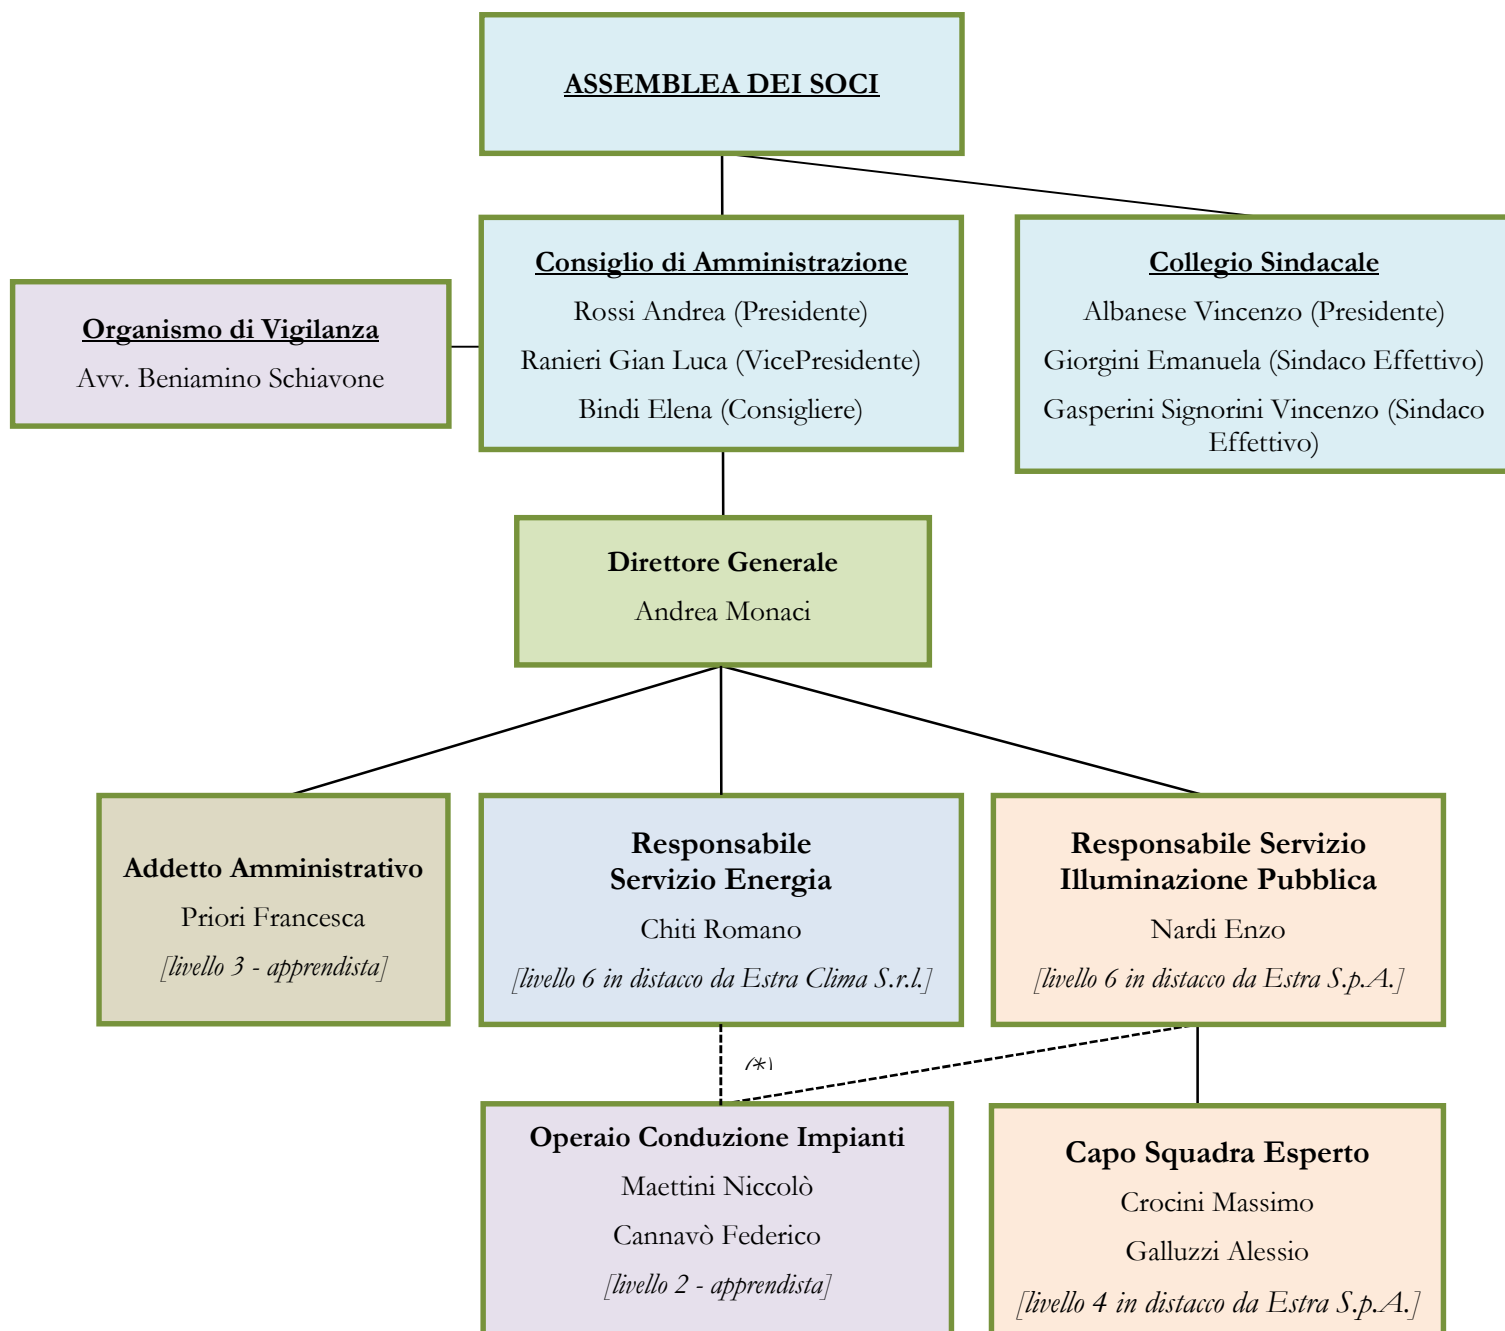 ASSEMBLEA DEI SOCI
Consiglio di Amministrazione
Rossi Andrea (Presidente)
Ranieri Gian Luca (VicePresidente)
Bindi Elena (Consigliere)
Collegio Sindacale
Albanese Vincenzo (Presidente)
Giorgini Emanuela (Sindaco Effettivo)
Gasperini Signorini Vincenzo (Sindaco
Effettivo)
Organismo di Vigilanza
Avv. Beniamino Schiavone
Direttore Generale
Andrea Monaci
Addetto Amministrativo
Priori Francesca
[livello 3 - apprendista]
Responsabile
Servizio Energia
Chiti Romano
[livello 6 in distacco da Estra Clima S.r.l.]
Responsabile Servizio
Illuminazione Pubblica
Nardi Enzo
[livello 6 in distacco da Estra S.p.A.]
(*)
Operaio Conduzione Impianti
Maettini Niccolò
Cannavò Federico
[livello 2 - apprendista]
Capo Squadra Esperto
Crocini Massimo
Galluzzi Alessio
[livello 4 in distacco da Estra S.p.A.]